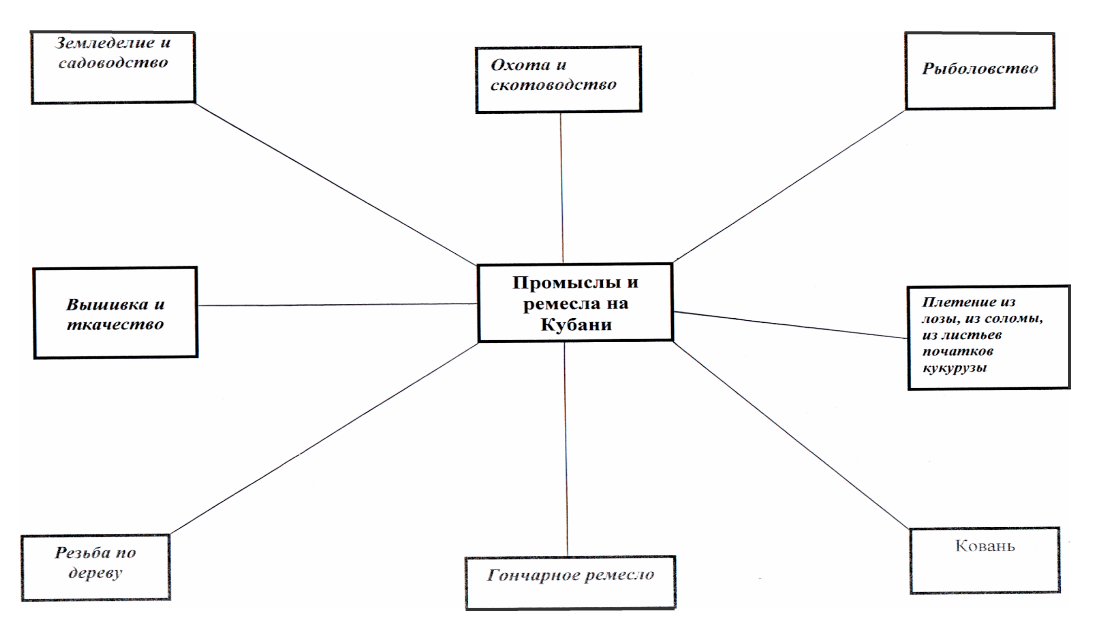 Земледелие и
садоводство
Охота и
скотоводство
Рыболовство
Вышивка и
ткачество
Промыслы и
ремесла на
Кубани
Плетение из
лозы, из соломы,
из листьев
початков
кукурузы
Резьба по
дереву
Гончарное ремесло
Ковань